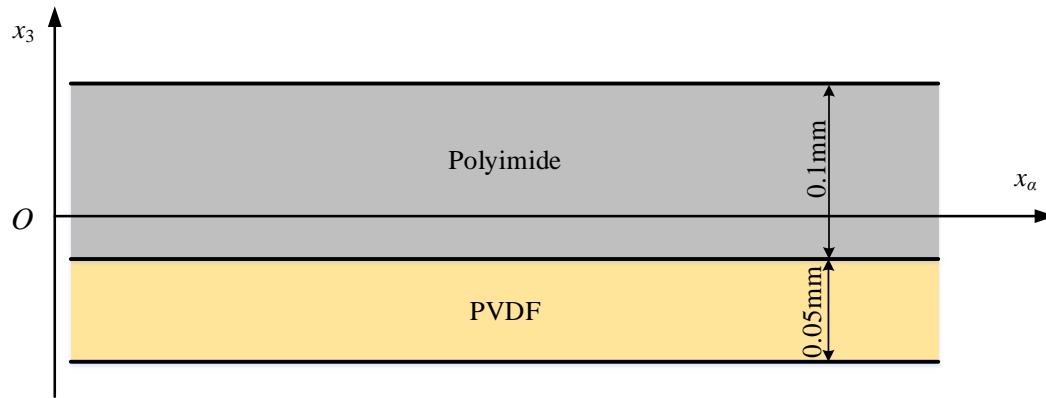 x₃
Polyimide
0.1mm
xα
O
PVDF
0.05mm